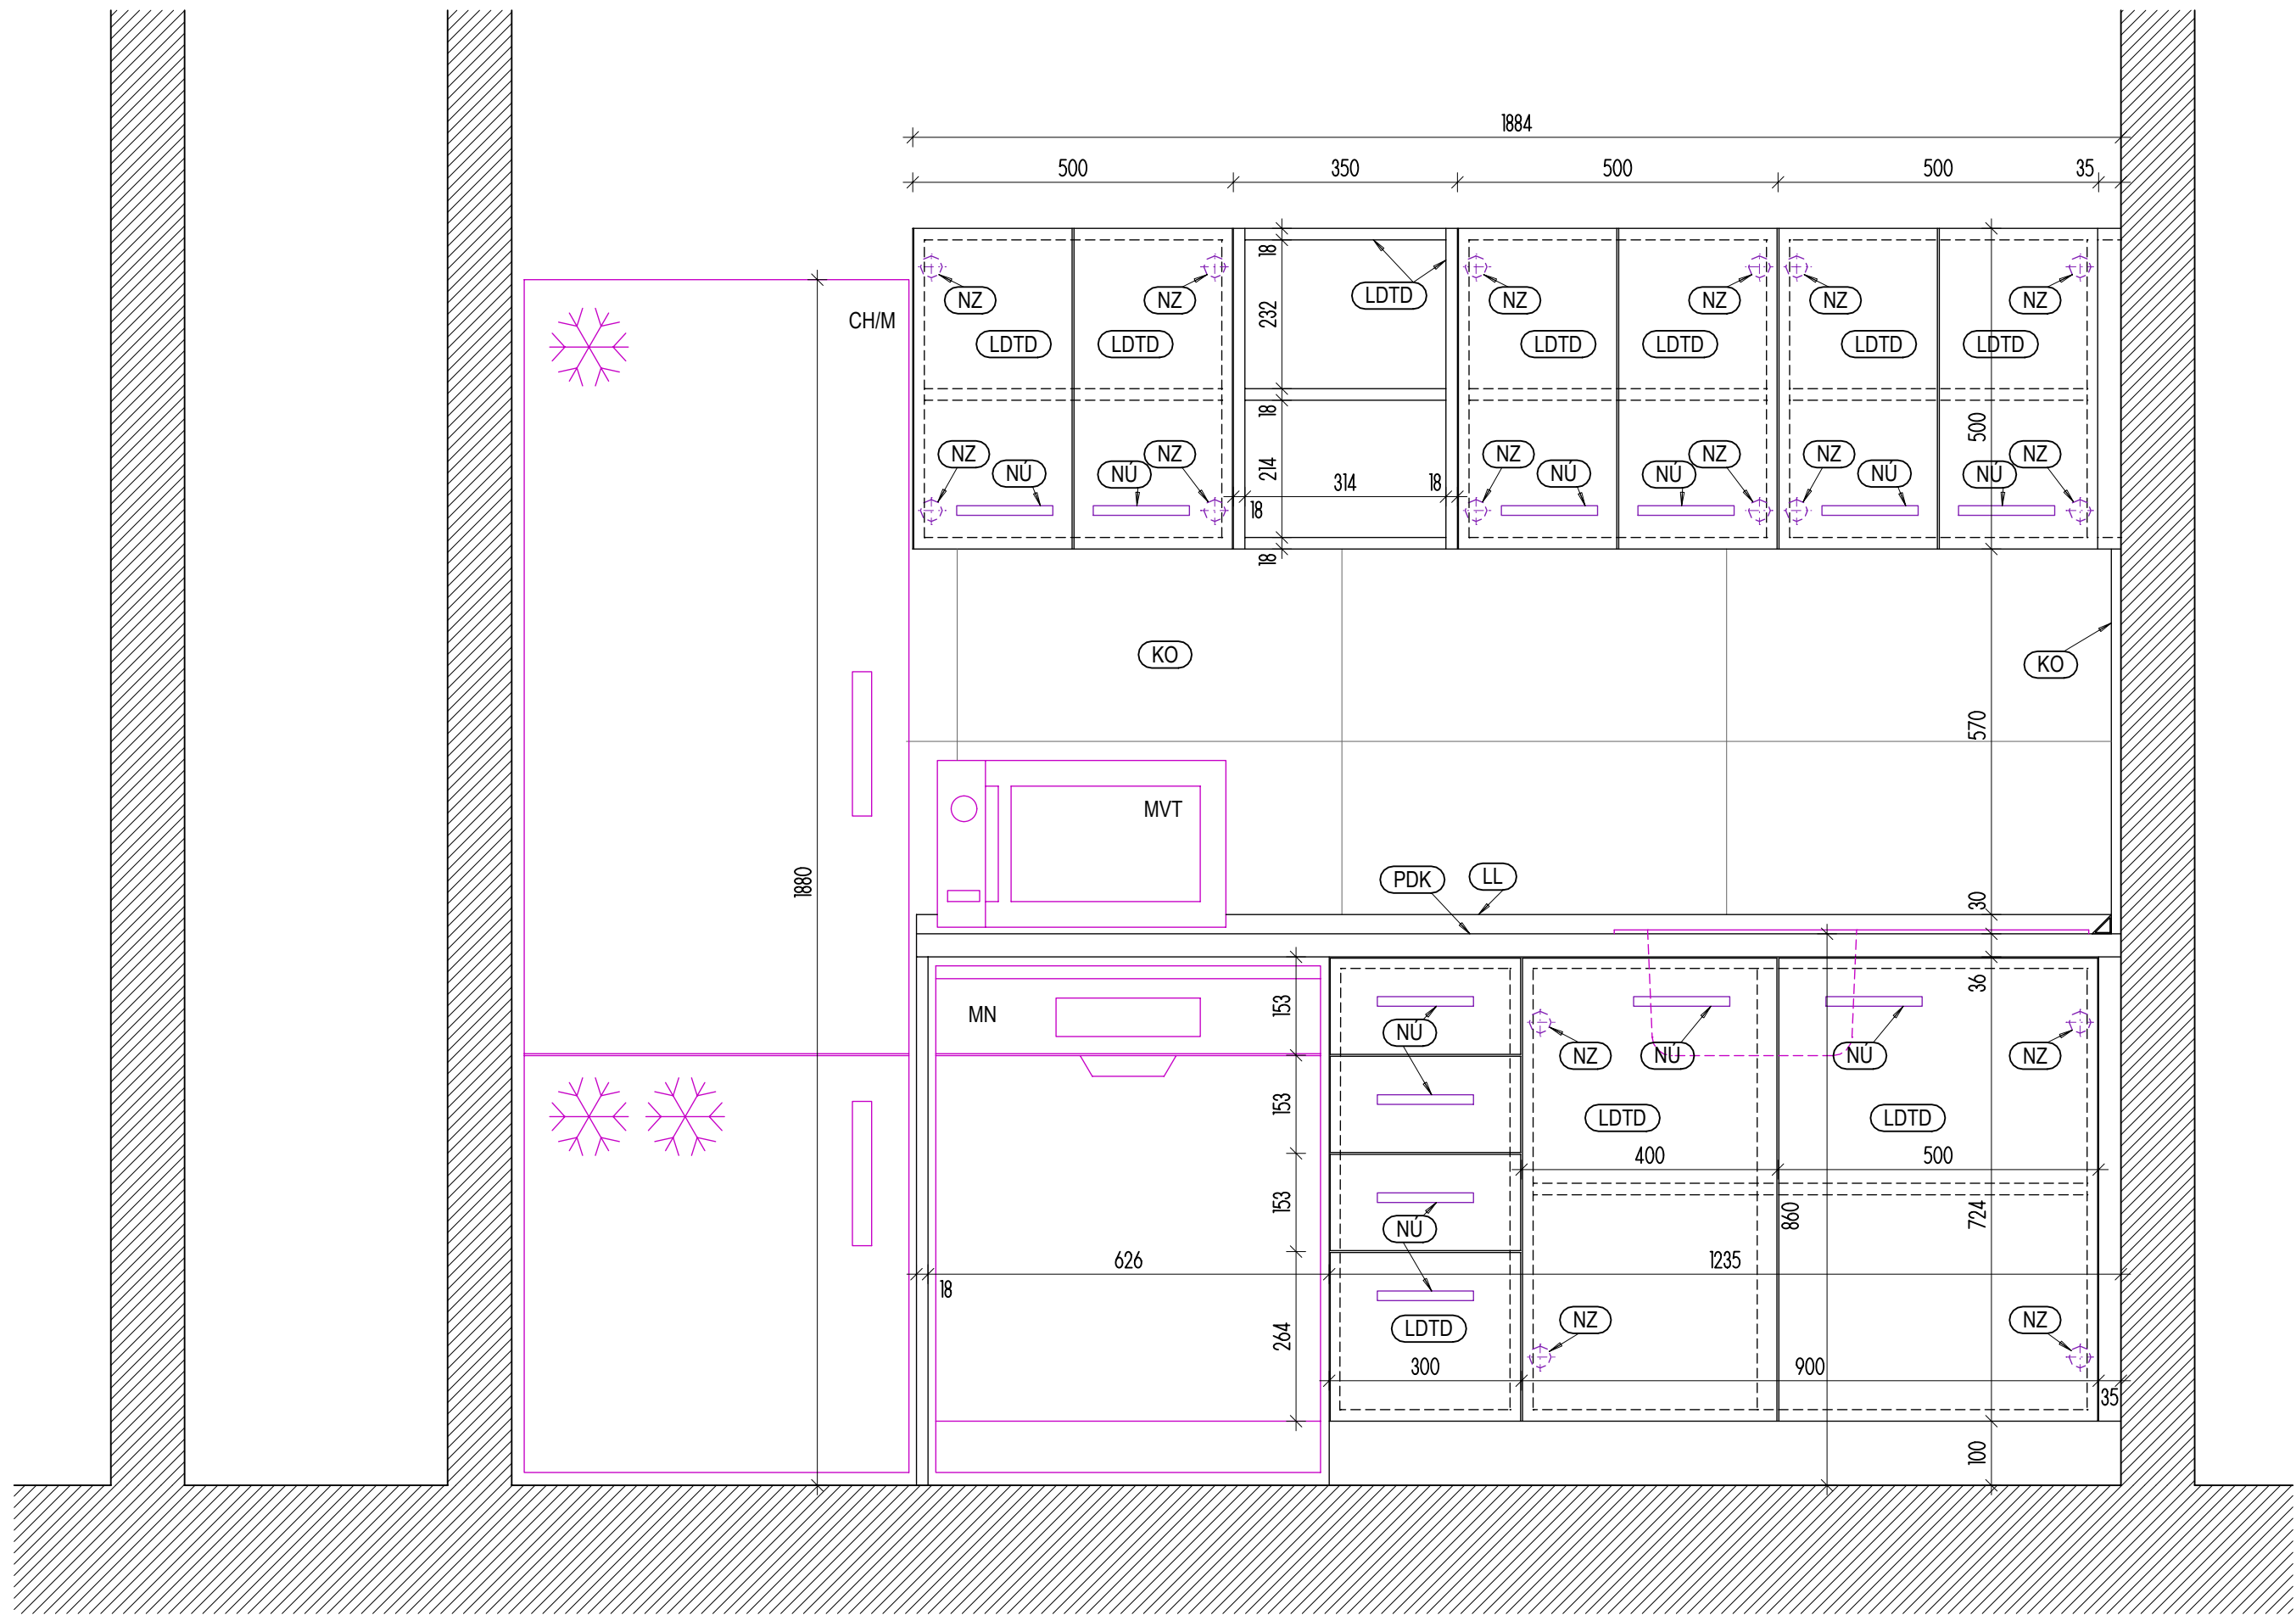 1884
500 350 500 500 35
18
NZ NZ LDTD NZ NZ NZ NZ
CH/M 232
LDTD LDTD LDTD LDTD LDTD LDTD
18 500
NZ NÚ NÚ NZ 214 314 18 NZ NÚ NÚ NZ NZ NÚ NÚ NZ
18
18
KO KO
570
MVT
1880 PDK LL 30
36
MN 153 NÚ
NZ NÚ NÚ NZ
153 LDTD LDTD
400 500
153 NÚ 860 724
626 1235
18
264 LDTD NZ NZ
300 900
35
100